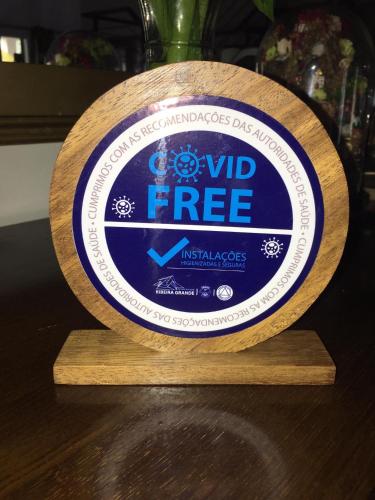 CUMPRIMOS COM AS RECOMENDAÇÕES DAS AUTORIDADES DE SAÚDE •
CUMPRIMOS COM AS RECOMENDAÇÕES DAS AUTORIDADES DE SAÚDE •
COVID
FREE
INSTALAÇÕES
HIGIENIZADAS E SEGURAS
RIBEIRA GRANDE